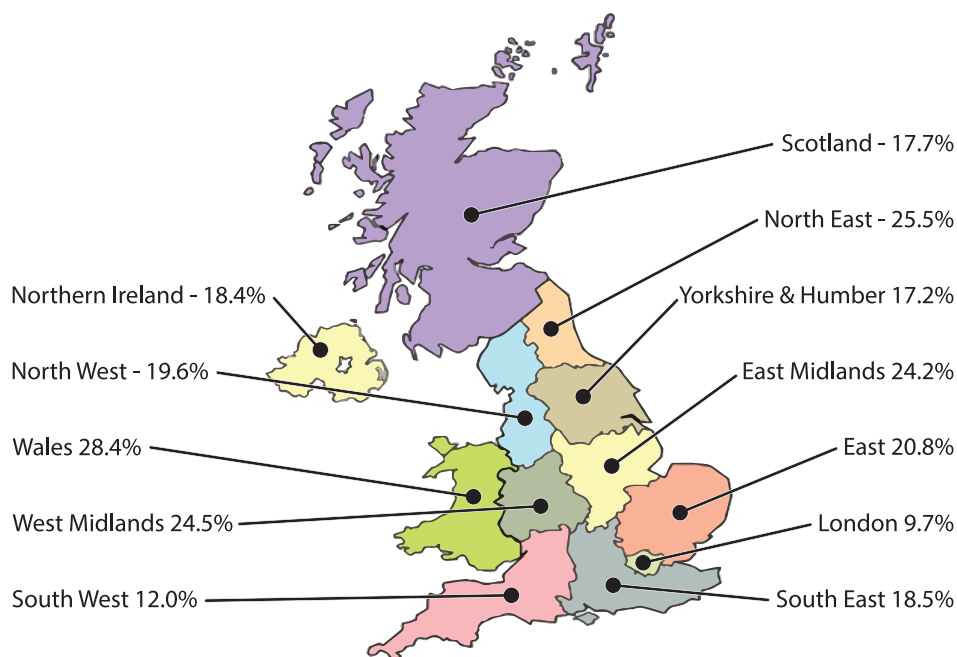 Scotland - 17.7%
North East - 25.5%
Northern Ireland - 18.4%
Yorkshire & Humber 17.2%
North West - 19.6%
East Midlands 24.2%
Wales 28.4%
East 20.8%
West Midlands 24.5%
London 9.7%
South West 12.0%
South East 18.5%